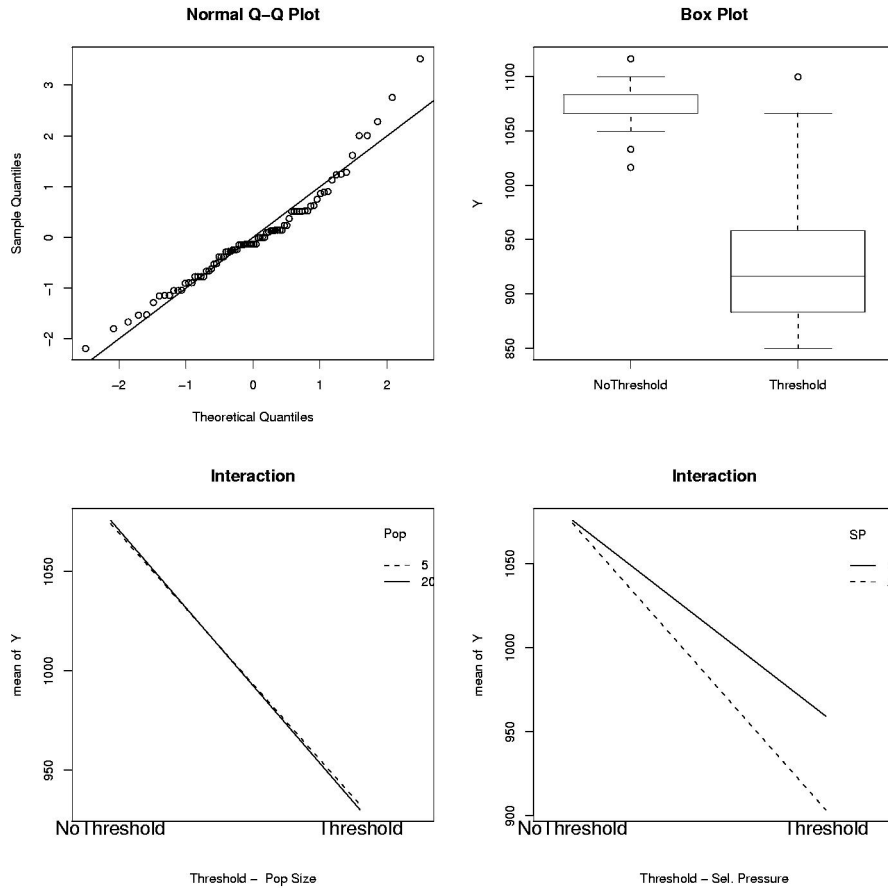 Normal Q-Q Plot
Sample Quantiles
3
2
1
0
-1
-2
-2 -1 0 1 2
Theoretical Quantiles
Box Plot
Y
1100
1050
1000
950
900
850
NoThreshold Threshold
Interaction
mean of Y
1050
1000
950
Pop
5
20
NoThreshold Threshold
Threshold - Pop Size
Interaction
mean of Y
1050
1000
950
900
SP
NoThreshold Threshold
Threshold - Sel. Pressure